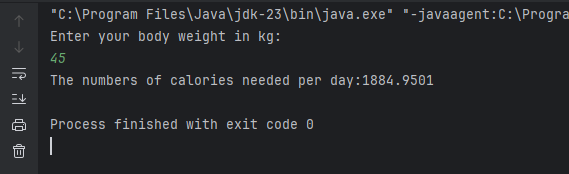 "C:\Program Files\Java\jdk-23\bin\java.exe" "-javaagent:C:\Progra
Enter your body weight in kg:
45
The numbers of calories needed per day:1884.9501
Process finished with exit code 0